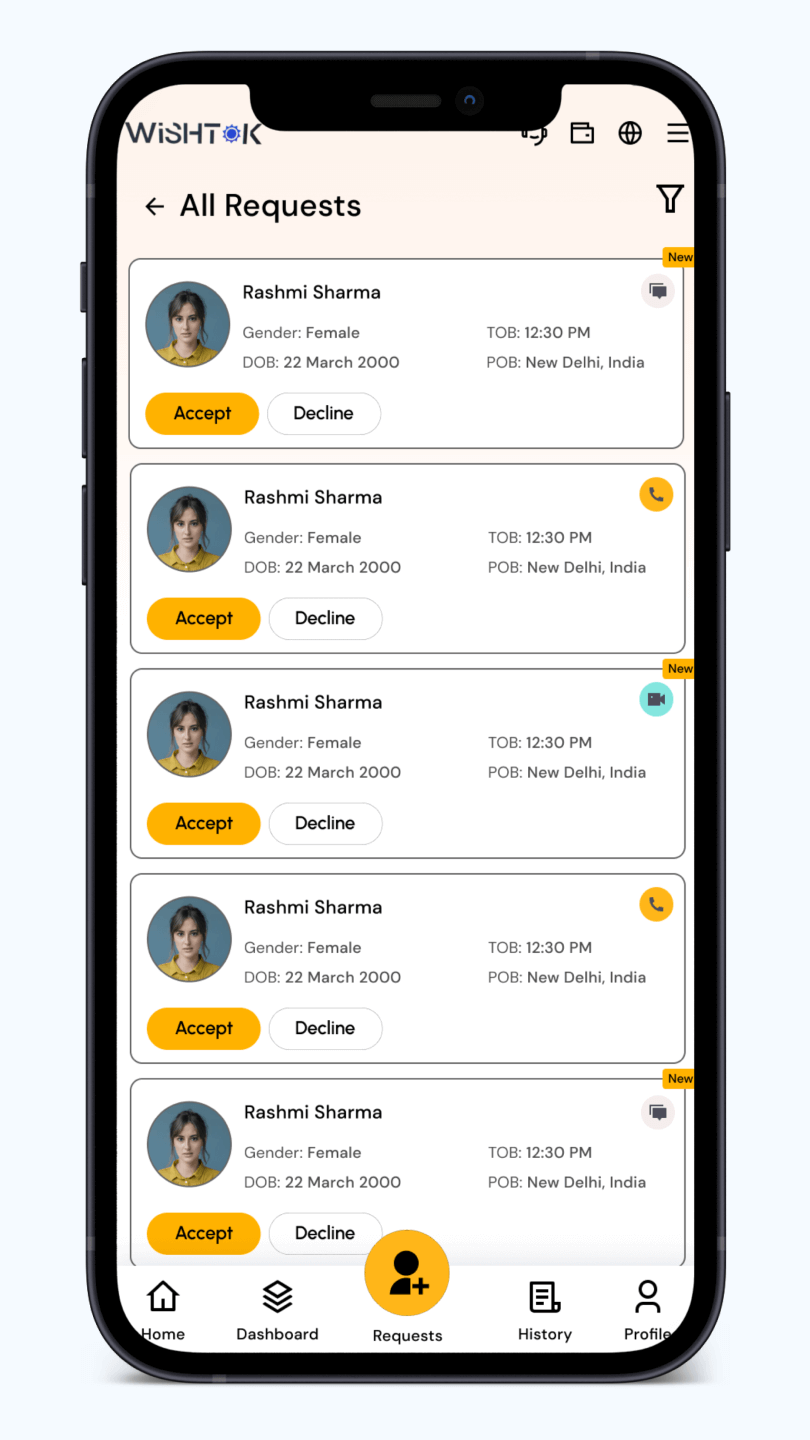 WiSHTOK
All Requests
New
Rashmi Sharma
Gender: Female TOB: 12:30 PM
DOB: 22 March 2000 POB: New Delhi, India
Accept Decline
Rashmi Sharma
Gender: Female TOB: 12:30 PM
DOB: 22 March 2000 POB: New Delhi, India
Accept Decline
New
Rashmi Sharma
Gender: Female TOB: 12:30 PM
DOB: 22 March 2000 POB: New Delhi, India
Accept Decline
Rashmi Sharma
Gender: Female TOB: 12:30 PM
DOB: 22 March 2000 POB: New Delhi, India
Accept Decline
New
Rashmi Sharma
Gender: Female TOB: 12:30 PM
DOB: 22 March 2000 POB: New Delhi, India
Accept Decline
Home Dashboard Requests History Profile